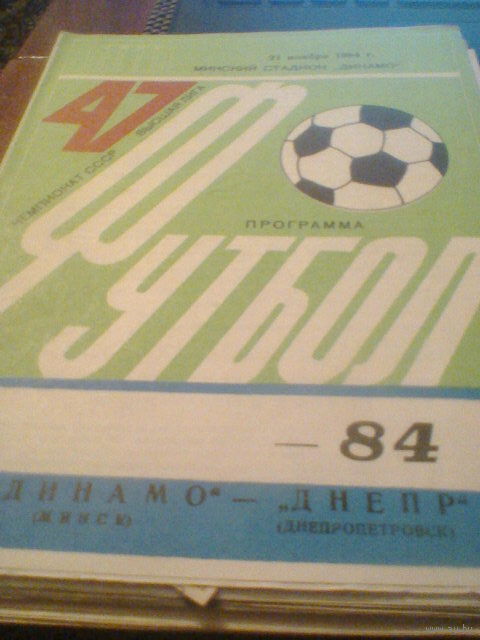 21 ноября 1984 г.
МИНСКИЙ СТАДИОН „ДИНАМО“
47
ЧЕМПИОНАТ СССР
ВЫСШАЯ ЛИГА
ПРОГРАММА
ФУТБОЛ
— 84
ДИНАМО“ — „ДНЕПР“
(МИНСК)
(ДНЕПРОПЕТРОВСК)